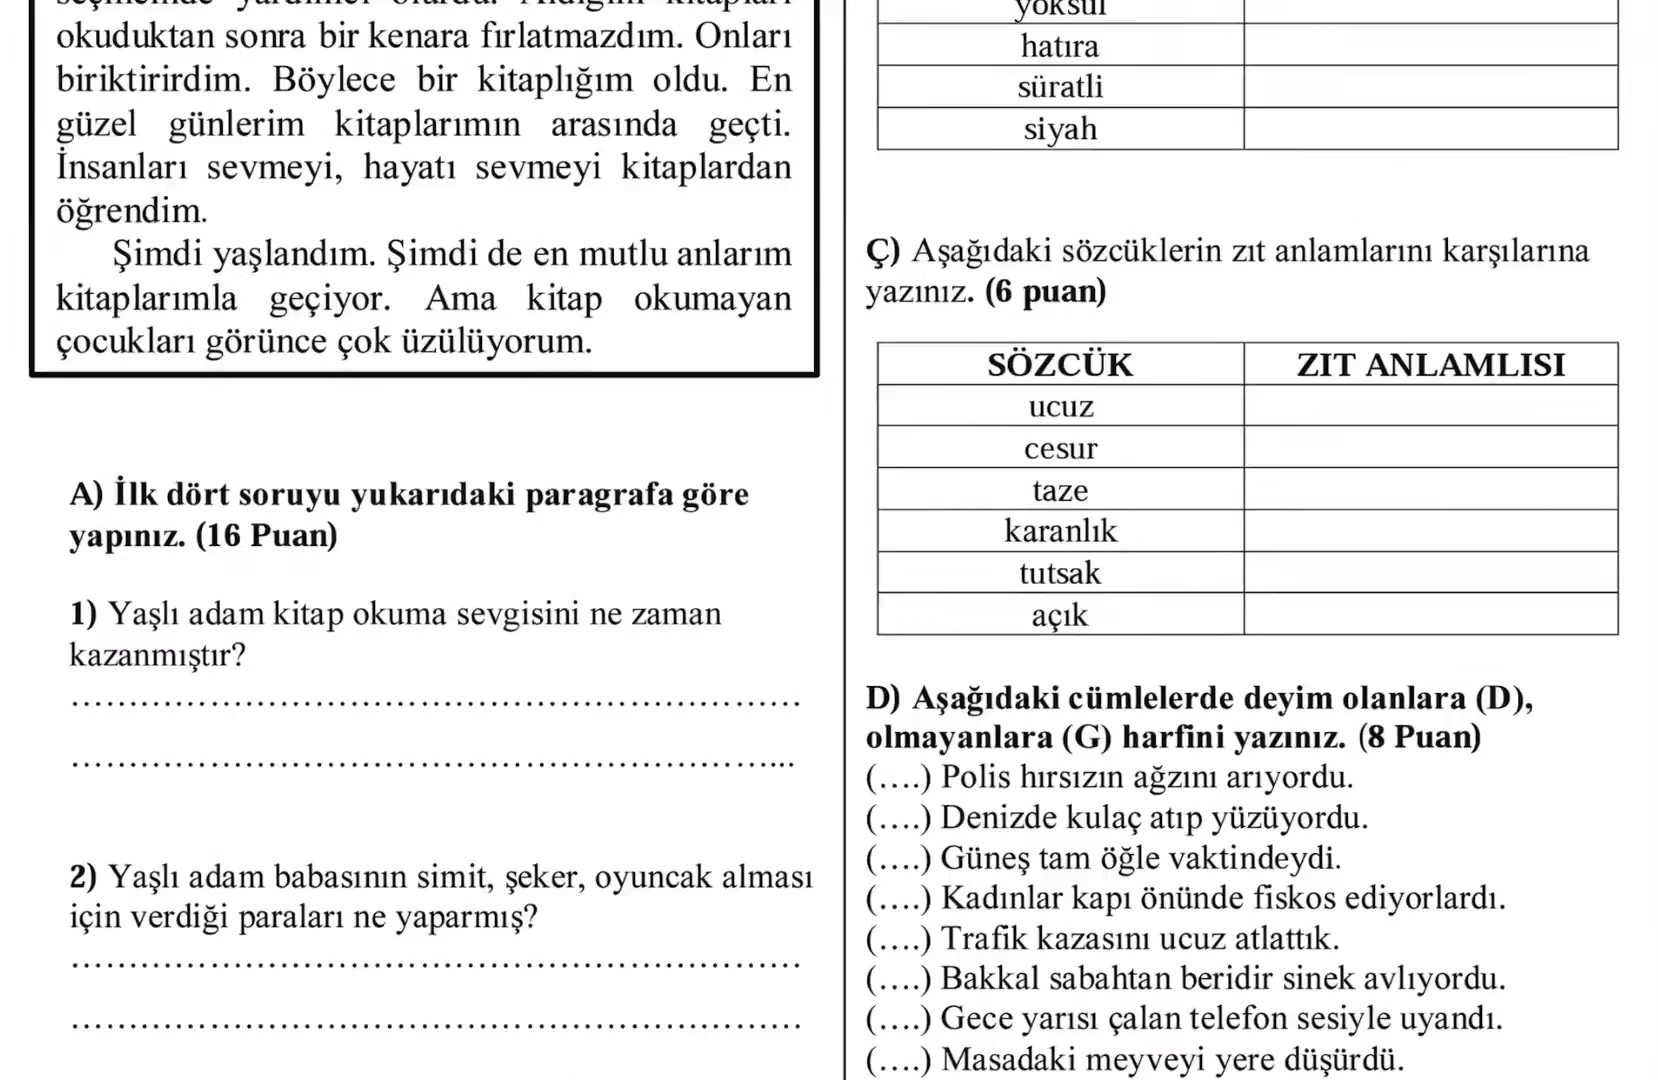 okuduktan sonra bir kenara fırlatmazdım. Onları
biriktirirdim. Böylece bir kitaplığım oldu. En
güzel günlerim kitaplarımın arasında geçti.
İnsanları sevmeyi, hayatı sevmeyi kitaplardan
öğrendim.
Şimdi yaşlandım. Şimdi de en mutlu anlarım
kitaplarımla geçiyor. Ama kitap okumayan
çocukları görünce çok üzülüyorum.
A) İlk dört soruyu yukarıdaki paragrafa göre
yapınız. (16 Puan)
1) Yaşlı adam kitap okuma sevgisini ne zaman
kazanmıştır?
2) Yaşlı adam babasının simit, şeker, oyuncak alması
için verdiği paraları ne yaparmış?
yoksul
hatıra
süratli
siyah
Ç) Aşağıdaki sözcüklerin zıt anlamlarını karşılarına
yazınız. (6 puan)
SÖZCÜK ZIT ANLAMLISI
ucuz
cesur
taze
karanlık
tutsak
açık
D) Aşağıdaki cümlelerde deyim olanlara (D),
olmayanlara (G) harfini yazınız. (8 Puan)
(....) Polis hırsızın ağzını arıyordu.
(....) Denizde kulaç atıp yüzüyordu.
(....) Güneş tam öğle vaktindeydi.
(....) Kadınlar kapı önünde fiskos ediyorlardı.
(....) Trafik kazasını ucuz atlattık.
(....) Bakkal sabahtan beridir sinek avlıyordu.
(....) Gece yarısı çalan telefon sesiyle uyandı.
(....) Masadaki meyveyi yere düşürdü.